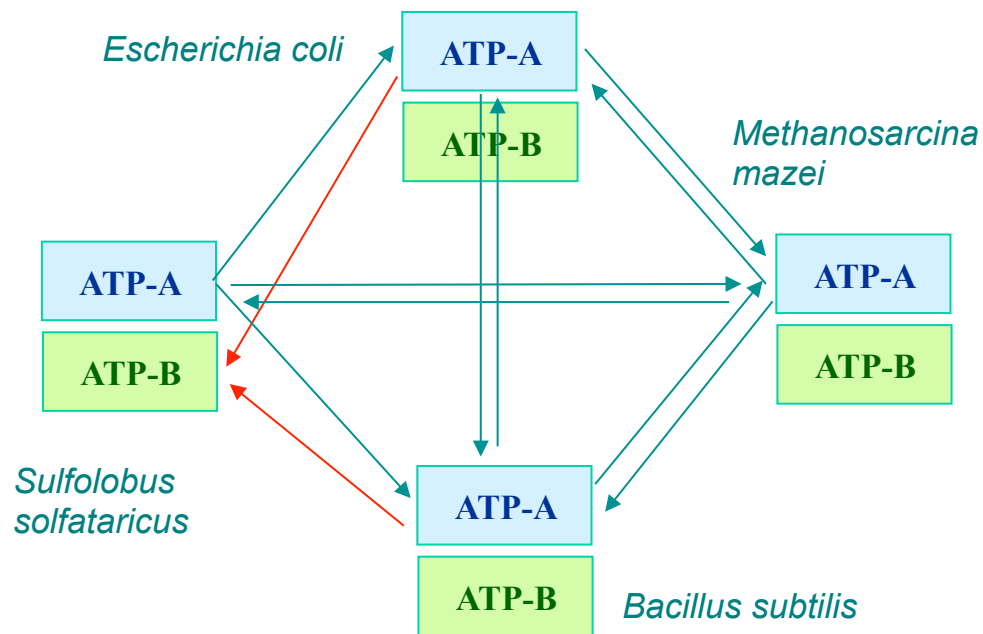 Escherichia coli
ATP-A
ATP-B
Methanosarcina
mazei
ATP-A
ATP-B
ATP-A
ATP-B
Sulfolobus
solfataricus
ATP-A
ATP-B
Bacillus subtilis